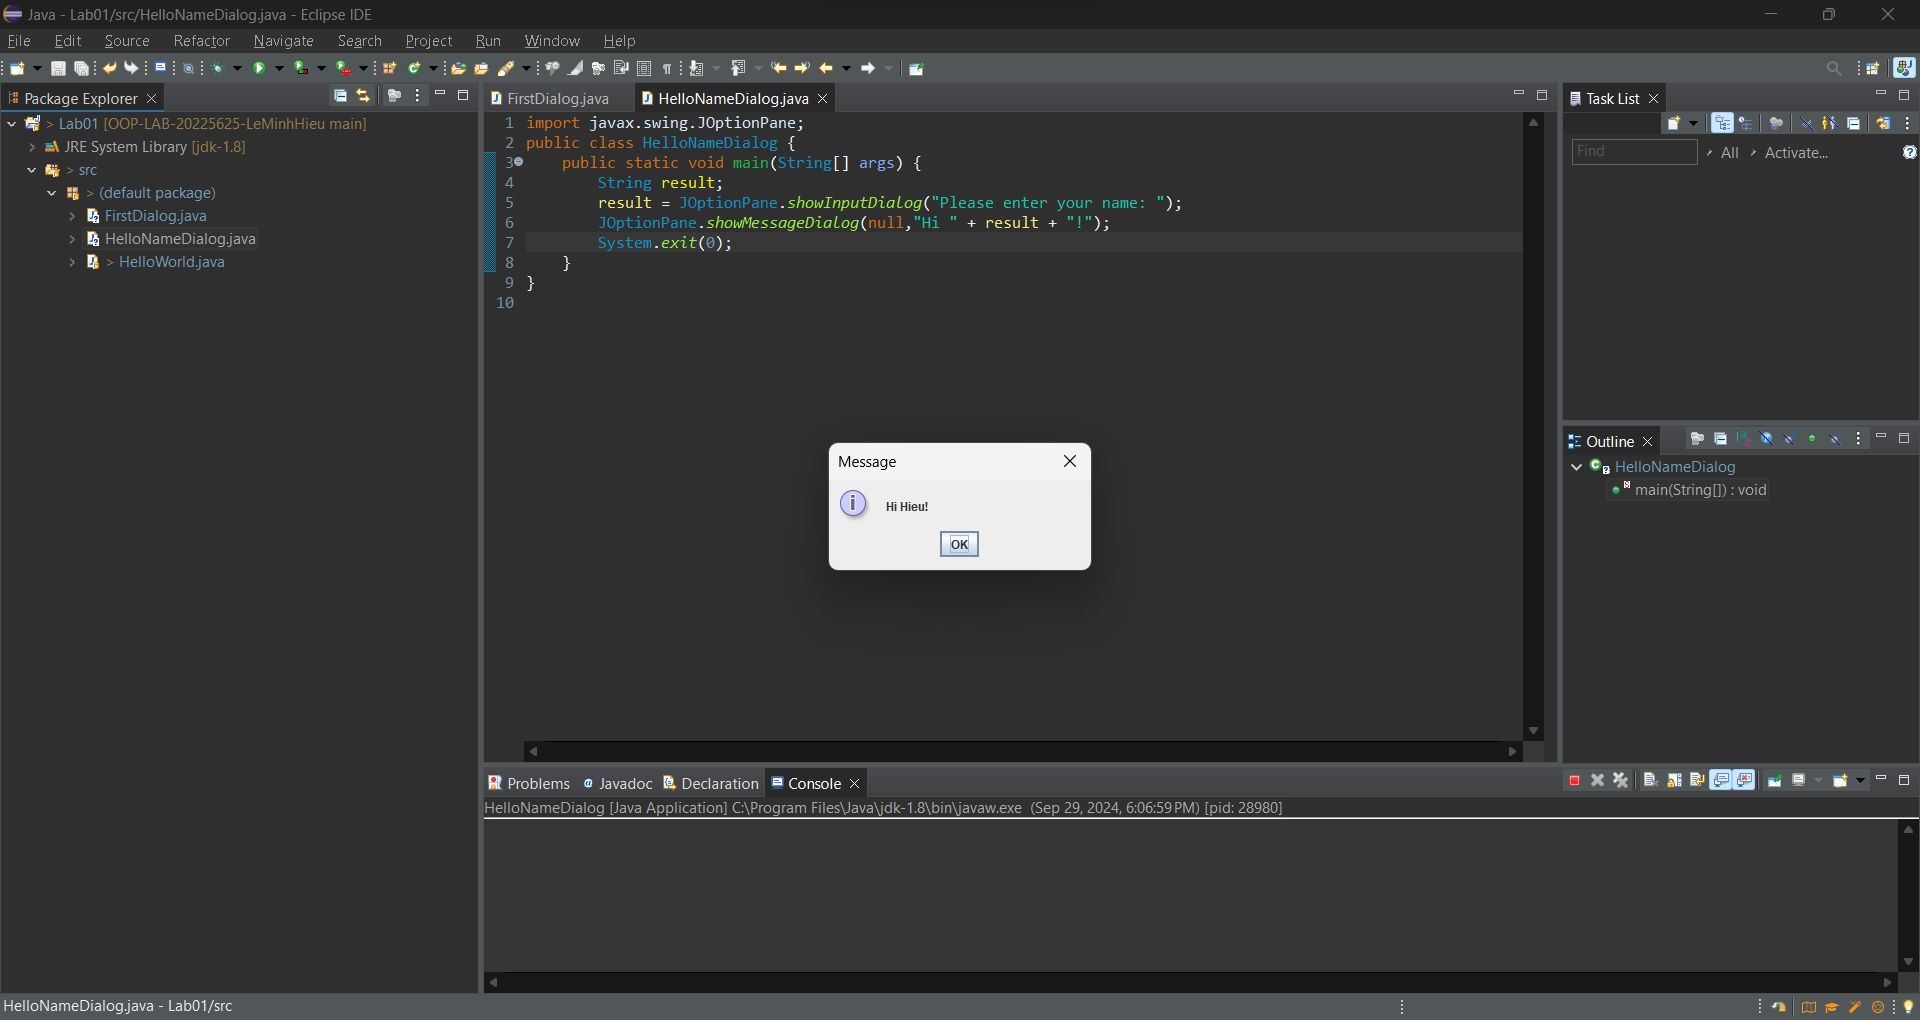 Java - Lab01/src/HelloNameDialog.java - Eclipse IDE
File Edit Source Refactor Navigate Search Project Run Window Help
Package Explorer
> Lab01 [OOP-LAB-20225625-LeMinhHieu main]
JRE System Library [jdk-1.8]
> src
> (default package)
FirstDialog.java
HelloNameDialog.java
> HelloWorld.java
FirstDialog.java HelloNameDialog.java
1 import javax.swing.JOptionPane;
2 public class HelloNameDialog {
3 public static void main(String[] args) {
4 String result;
5 result = JOptionPane.showInputDialog("Please enter your name: ");
6 JOptionPane.showMessageDialog(null,"Hi " + result + "!");
7 System.exit(0);
8 }
9 }
10
Message
Hi Hieu!
OK
Task List
Find All Activate...
Outline
HelloNameDialog
main(String[]) : void
Problems Javadoc Declaration Console
HelloNameDialog [Java Application] C:\Program Files\Java\jdk-1.8\bin\javaw.exe (Sep 29, 2024, 6:06:59 PM) [pid: 28980]
HelloNameDialog.java - Lab01/src